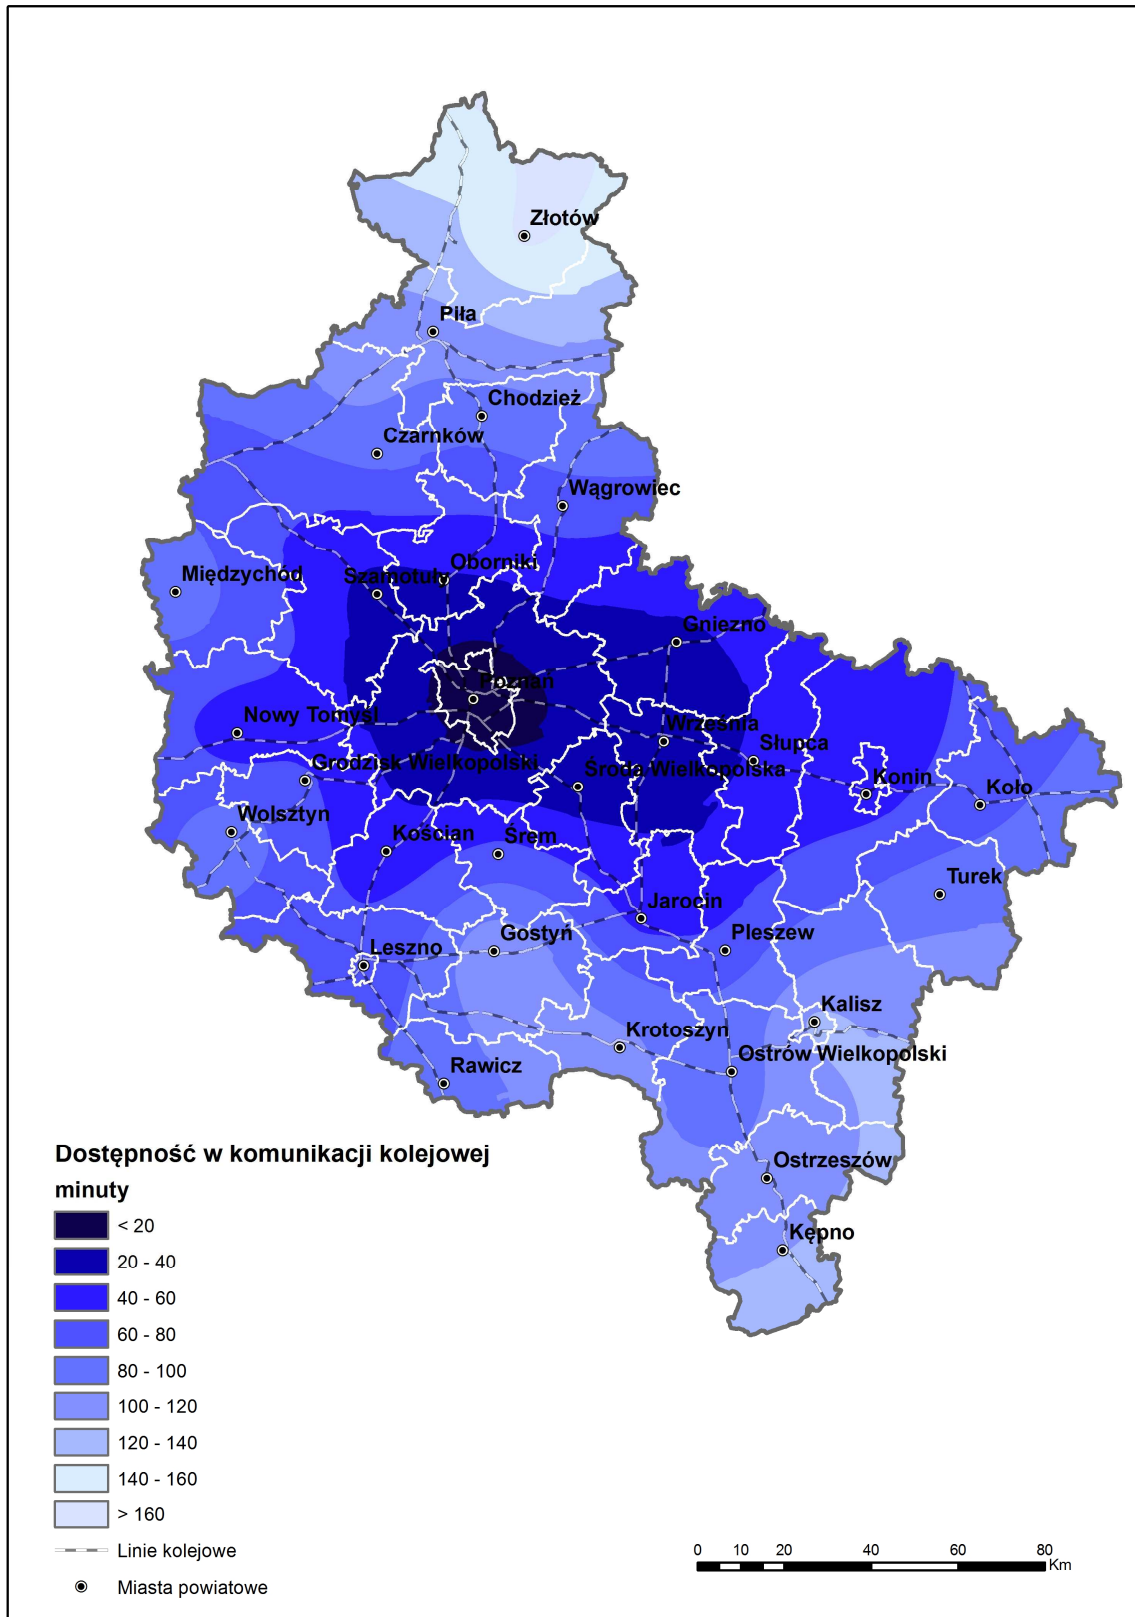 Złotów
Piła
Chodzież
Czarnków
Wągrowiec
Oborniki
Międzychód
Szamotuły
Gniezno
Poznań
Nowy Tomyśl
Września
Słupca
Grodzisk Wielkopolski
Środa Wielkopolska
Konin
Koło
Wolsztyn
Kościan
Śrem
Turek
Jarocin
Pleszew
Gostyń
Leszno
Kalisz
Krotoszyn
Ostrów Wielkopolski
Rawicz
Ostrzeszów
Kępno
Dostępność w komunikacji kolejowej
minuty
< 20
20 - 40
40 - 60
60 - 80
80 - 100
100 - 120
120 - 140
140 - 160
> 160
Linie kolejowe
Miasta powiatowe
0 10 20 40 60 80
Km